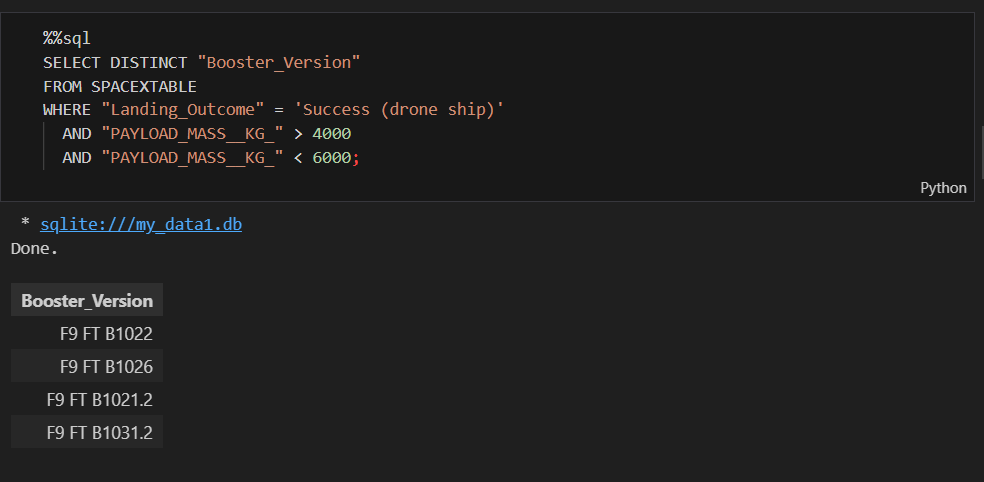 %%sql
SELECT DISTINCT "Booster_Version"
FROM SPACEXTABLE
WHERE "Landing_Outcome" = 'Success (drone ship)'
  AND "PAYLOAD_MASS__KG_" > 4000
  AND "PAYLOAD_MASS__KG_" < 6000;
Python
* sqlite:///my_data1.db
Done.
Booster_Version
F9 FT B1022
F9 FT B1026
F9 FT B1021.2
F9 FT B1031.2